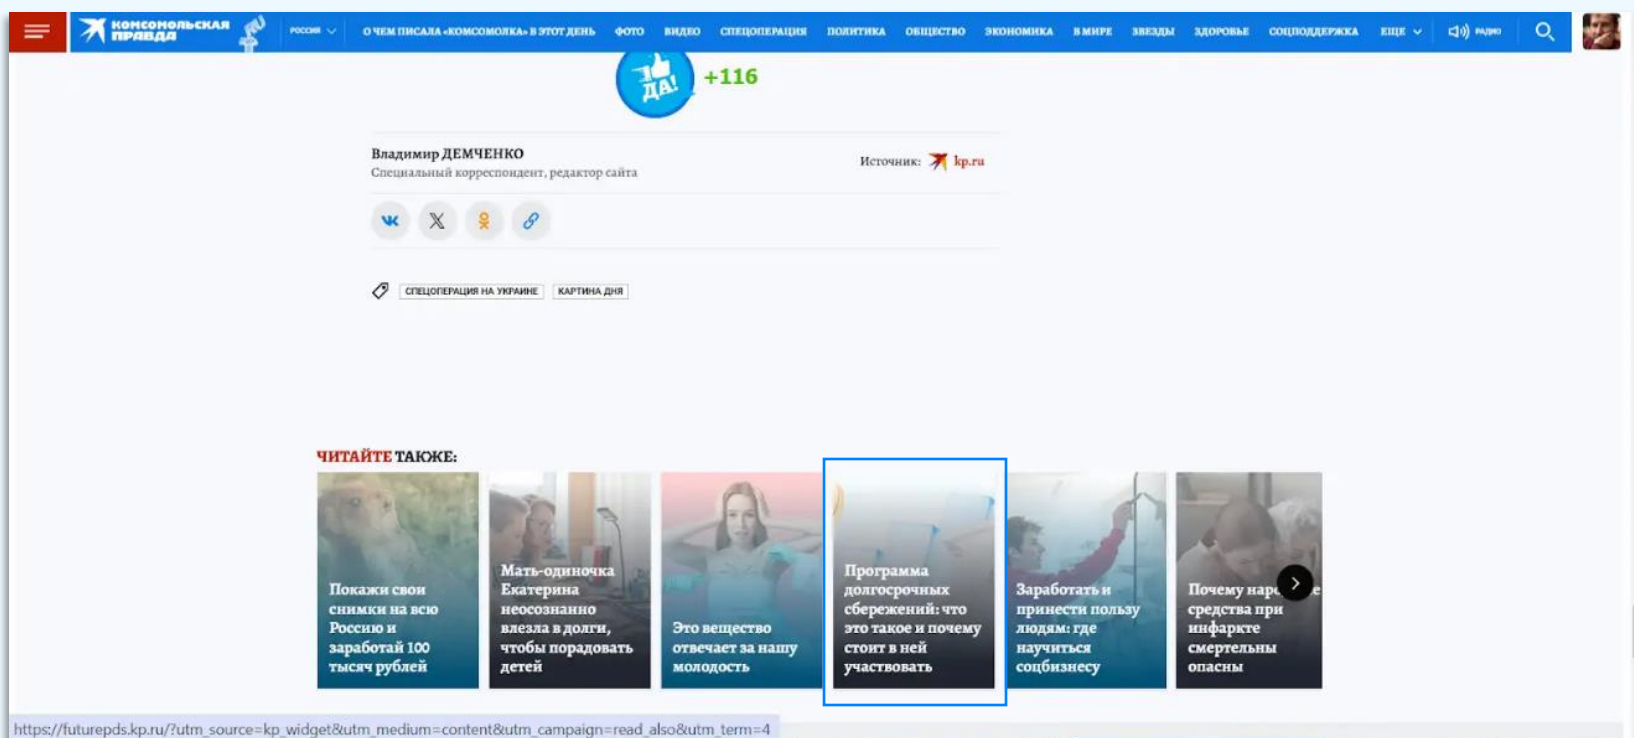 КОМСОМОЛЬСКАЯ ПРАВДА
РОССИЯ
О ЧЕМ ПИСАЛА «КОМСОМОЛКА» В ЭТОТ ДЕНЬ ФОТО ВИДЕО СПЕЦОПЕРАЦИЯ ПОЛИТИКА ОБЩЕСТВО ЭКОНОМИКА В МИРЕ ЗВЕЗДЫ ЗДОРОВЬЕ СОЦПОДДЕРЖКА ЕЩЕ РАДИО
ДА! +116
Владимир ДЕМЧЕНКО
Специальный корреспондент, редактор сайта
Источник: kp.ru
СПЕЦОПЕРАЦИЯ НА УКРАИНЕ КАРТИНА ДНЯ
ЧИТАЙТЕ ТАКЖЕ:
Покажи свои
снимки на всю
Россию и
заработай 100
тысяч рублей
Мать-одиночка
Екатерина
неосознанно
влезла в долги,
чтобы порадовать
детей
Это вещество
отвечает за нашу
молодость
Программа
долгосрочных
сбережений: что
это такое и почему
стоит в ней
участвовать
Заработать и
принести пользу
людям: где
научиться
соцбизнесу
Почему
средства при
инфаркте
смертельны
опасны
https://futurepds.kp.ru/?utm_source=kp_widget&utm_medium=content&utm_campaign=read_also&utm_term=4